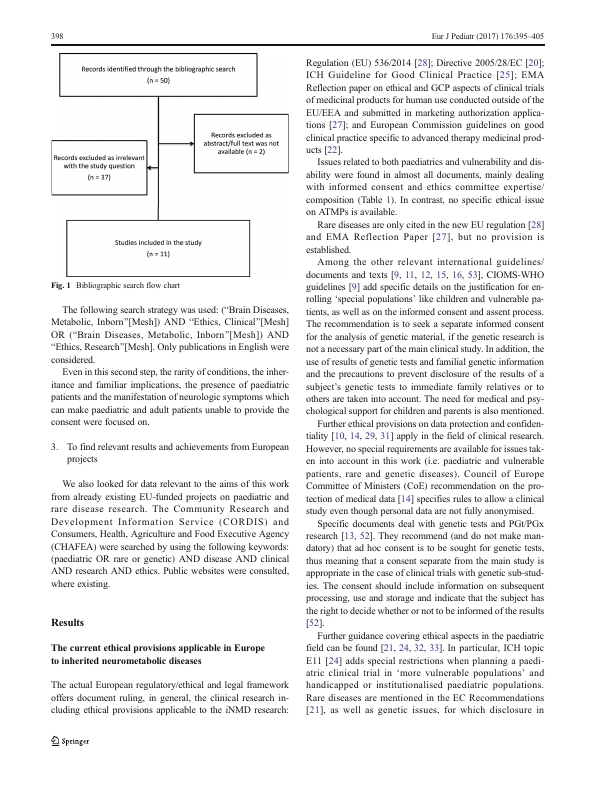 398
Eur J Pediatr (2017) 176:395–405
Records identified through the bibliographic search
(n = 50)
Records excluded as
abstract/full text was not
available (n = 2)
Records excluded as irrelevant
with the study question
(n = 37)
Studies included in the study
(n = 11)
Fig. 1 Bibliographic search flow chart
The following search strategy was used: (“Brain Diseases,
Metabolic, Inborn”[Mesh]) AND “Ethics, Clinical”[Mesh]
OR (“Brain Diseases, Metabolic, Inborn”[Mesh]) AND
“Ethics, Research”[Mesh]. Only publications in English were
considered.
Even in this second step, the rarity of conditions, the inher-
itance and familiar implications, the presence of paediatric
patients and the manifestation of neurologic symptoms which
can make paediatric and adult patients unable to provide the
consent were focused on.
3. To find relevant results and achievements from European
projects
We also looked for data relevant to the aims of this work
from already existing EU-funded projects on paediatric and
rare disease research. The Community Research and
Development Information Service (CORDIS) and
Consumers, Health, Agriculture and Food Executive Agency
(CHAFEA) were searched by using the following keywords:
(paediatric OR rare or genetic) AND disease AND clinical
AND research AND ethics. Public websites were consulted,
where existing.
Results
The current ethical provisions applicable in Europe
to inherited neurometabolic diseases
The actual European regulatory/ethical and legal framework
offers document ruling, in general, the clinical research in-
cluding ethical provisions applicable to the iNMD research:
Regulation (EU) 536/2014 [28]; Directive 2005/28/EC [20];
ICH Guideline for Good Clinical Practice [25]; EMA
Reflection paper on ethical and GCP aspects of clinical trials
of medicinal products for human use conducted outside of the
EU/EEA and submitted in marketing authorization applica-
tions [27]; and European Commission guidelines on good
clinical practice specific to advanced therapy medicinal prod-
ucts [22].
Issues related to both paediatrics and vulnerability and dis-
ability were found in almost all documents, mainly dealing
with informed consent and ethics committee expertise/
composition (Table 1). In contrast, no specific ethical issue
on ATMPs is available.
Rare diseases are only cited in the new EU regulation [28]
and EMA Reflection Paper [27], but no provision is
established.
Among the other relevant international guidelines/
documents and texts [9, 11, 12, 15, 16, 53], CIOMS-WHO
guidelines [9] add specific details on the justification for en-
rolling ‘special populations’ like children and vulnerable pa-
tients, as well as on the informed consent and assent process.
The recommendation is to seek a separate informed consent
for the analysis of genetic material, if the genetic research is
not a necessary part of the main clinical study. In addition, the
use of results of genetic tests and familial genetic information
and the precautions to prevent disclosure of the results of a
subject’s genetic tests to immediate family relatives or to
others are taken into account. The need for medical and psy-
chological support for children and parents is also mentioned.
Further ethical provisions on data protection and confiden-
tiality [10, 14, 29, 31] apply in the field of clinical research.
However, no special requirements are available for issues tak-
en into account in this work (i.e. paediatric and vulnerable
patients, rare and genetic diseases). Council of Europe
Committee of Ministers (CoE) recommendation on the pro-
tection of medical data [14] specifies rules to allow a clinical
study even though personal data are not fully anonymised.
Specific documents deal with genetic tests and PGt/PGx
research [13, 52]. They recommend (and do not make man-
datory) that ad hoc consent is to be sought for genetic tests,
thus meaning that a consent separate from the main study is
appropriate in the case of clinical trials with genetic sub-stud-
ies. The consent should include information on subsequent
processing, use and storage and indicate that the subject has
the right to decide whether or not to be informed of the results
[52].
Further guidance covering ethical aspects in the paediatric
field can be found [21, 24, 32, 33]. In particular, ICH topic
E11 [24] adds special restrictions when planning a paedi-
atric clinical trial in ‘more vulnerable populations’ and
handicapped or institutionalised paediatric populations.
Rare diseases are mentioned in the EC Recommendations
[21], as well as genetic issues, for which disclosure in
Springer